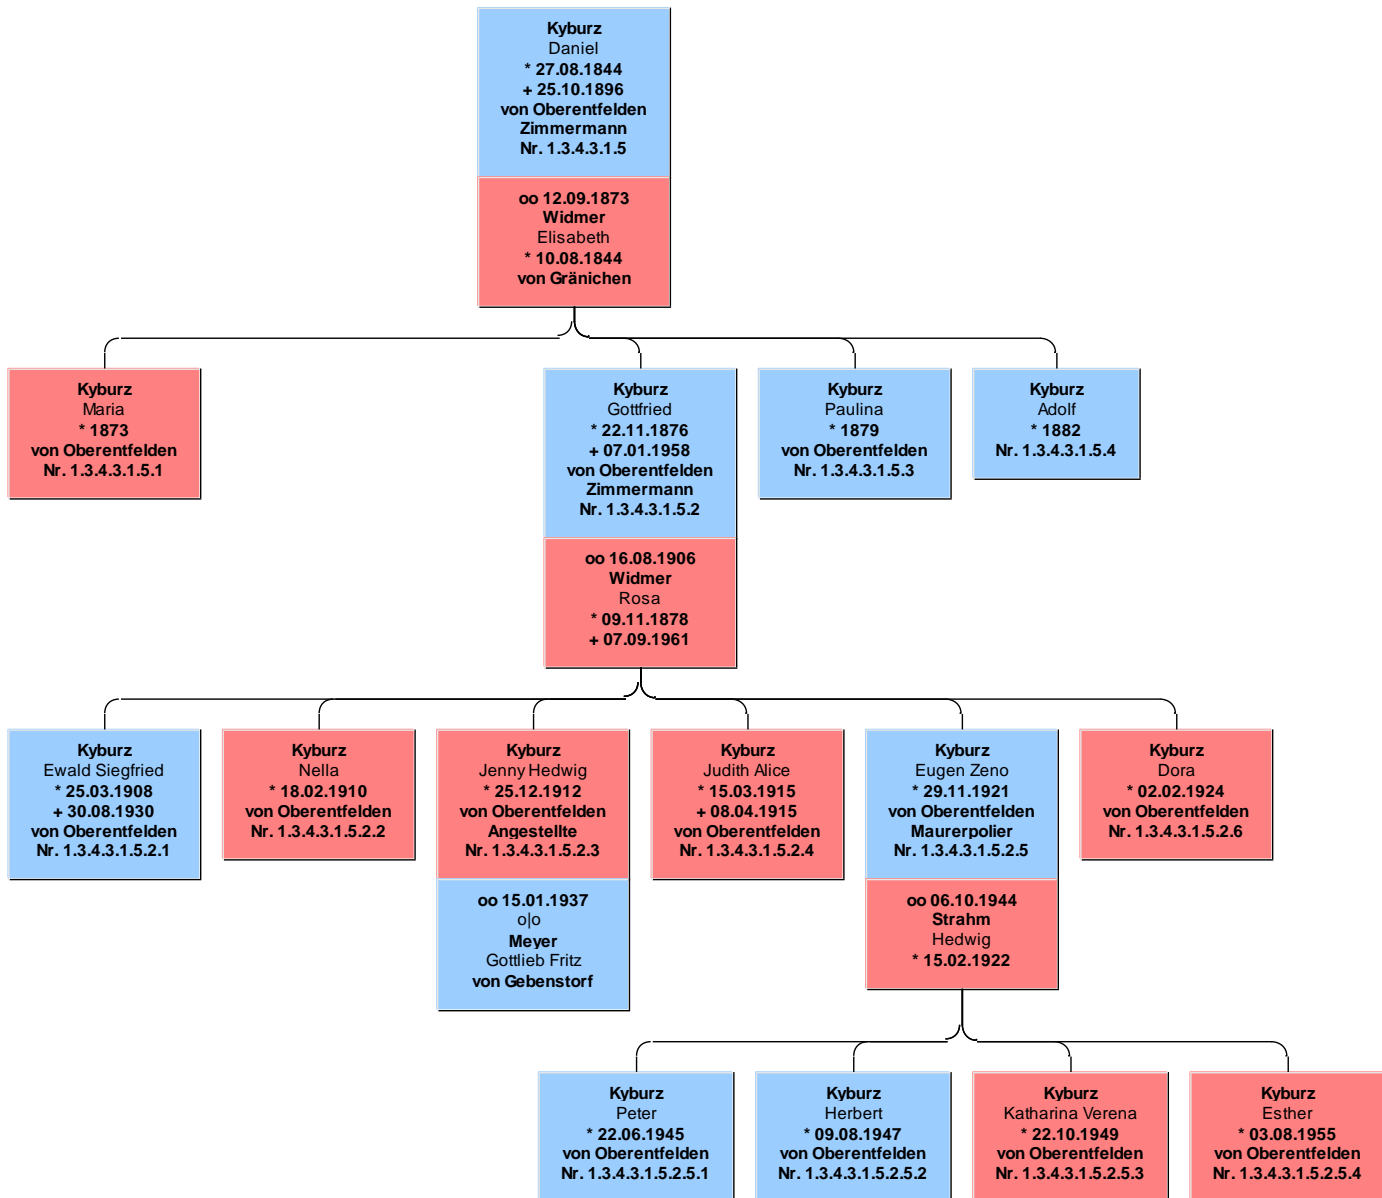 Kyburz
Daniel
* 27.08.1844
+ 25.10.1896
von Oberentfelden
Zimmermann
Nr. 1.3.4.3.1.5
oo 12.09.1873
Widmer
Elisabeth
* 10.08.1844
von Gränichen
Kyburz
Maria
* 1873
von Oberentfelden
Nr. 1.3.4.3.1.5.1
Kyburz
Gottfried
* 22.11.1876
+ 07.01.1958
von Oberentfelden
Zimmermann
Nr. 1.3.4.3.1.5.2
oo 16.08.1906
Widmer
Rosa
* 09.11.1878
+ 07.09.1961
Kyburz
Paulina
* 1879
von Oberentfelden
Nr. 1.3.4.3.1.5.3
Kyburz
Adolf
* 1882
Nr. 1.3.4.3.1.5.4
Kyburz
Ewald Siegfried
* 25.03.1908
+ 30.08.1930
von Oberentfelden
Nr. 1.3.4.3.1.5.2.1
Kyburz
Nella
* 18.02.1910
von Oberentfelden
Nr. 1.3.4.3.1.5.2.2
Kyburz
Jenny Hedwig
* 25.12.1912
von Oberentfelden
Angestellte
Nr. 1.3.4.3.1.5.2.3
oo 15.01.1937
o|o
Meyer
Gottlieb Fritz
von Gebenstorf
Kyburz
Judith Alice
* 15.03.1915
+ 08.04.1915
von Oberentfelden
Nr. 1.3.4.3.1.5.2.4
Kyburz
Eugen Zeno
* 29.11.1921
von Oberentfelden
Maurerpolier
Nr. 1.3.4.3.1.5.2.5
oo 06.10.1944
Strahm
Hedwig
* 15.02.1922
Kyburz
Dora
* 02.02.1924
von Oberentfelden
Nr. 1.3.4.3.1.5.2.6
Kyburz
Peter
* 22.06.1945
von Oberentfelden
Nr. 1.3.4.3.1.5.2.5.1
Kyburz
Herbert
* 09.08.1947
von Oberentfelden
Nr. 1.3.4.3.1.5.2.5.2
Kyburz
Katharina Verena
* 22.10.1949
von Oberentfelden
Nr. 1.3.4.3.1.5.2.5.3
Kyburz
Esther
* 03.08.1955
von Oberentfelden
Nr. 1.3.4.3.1.5.2.5.4